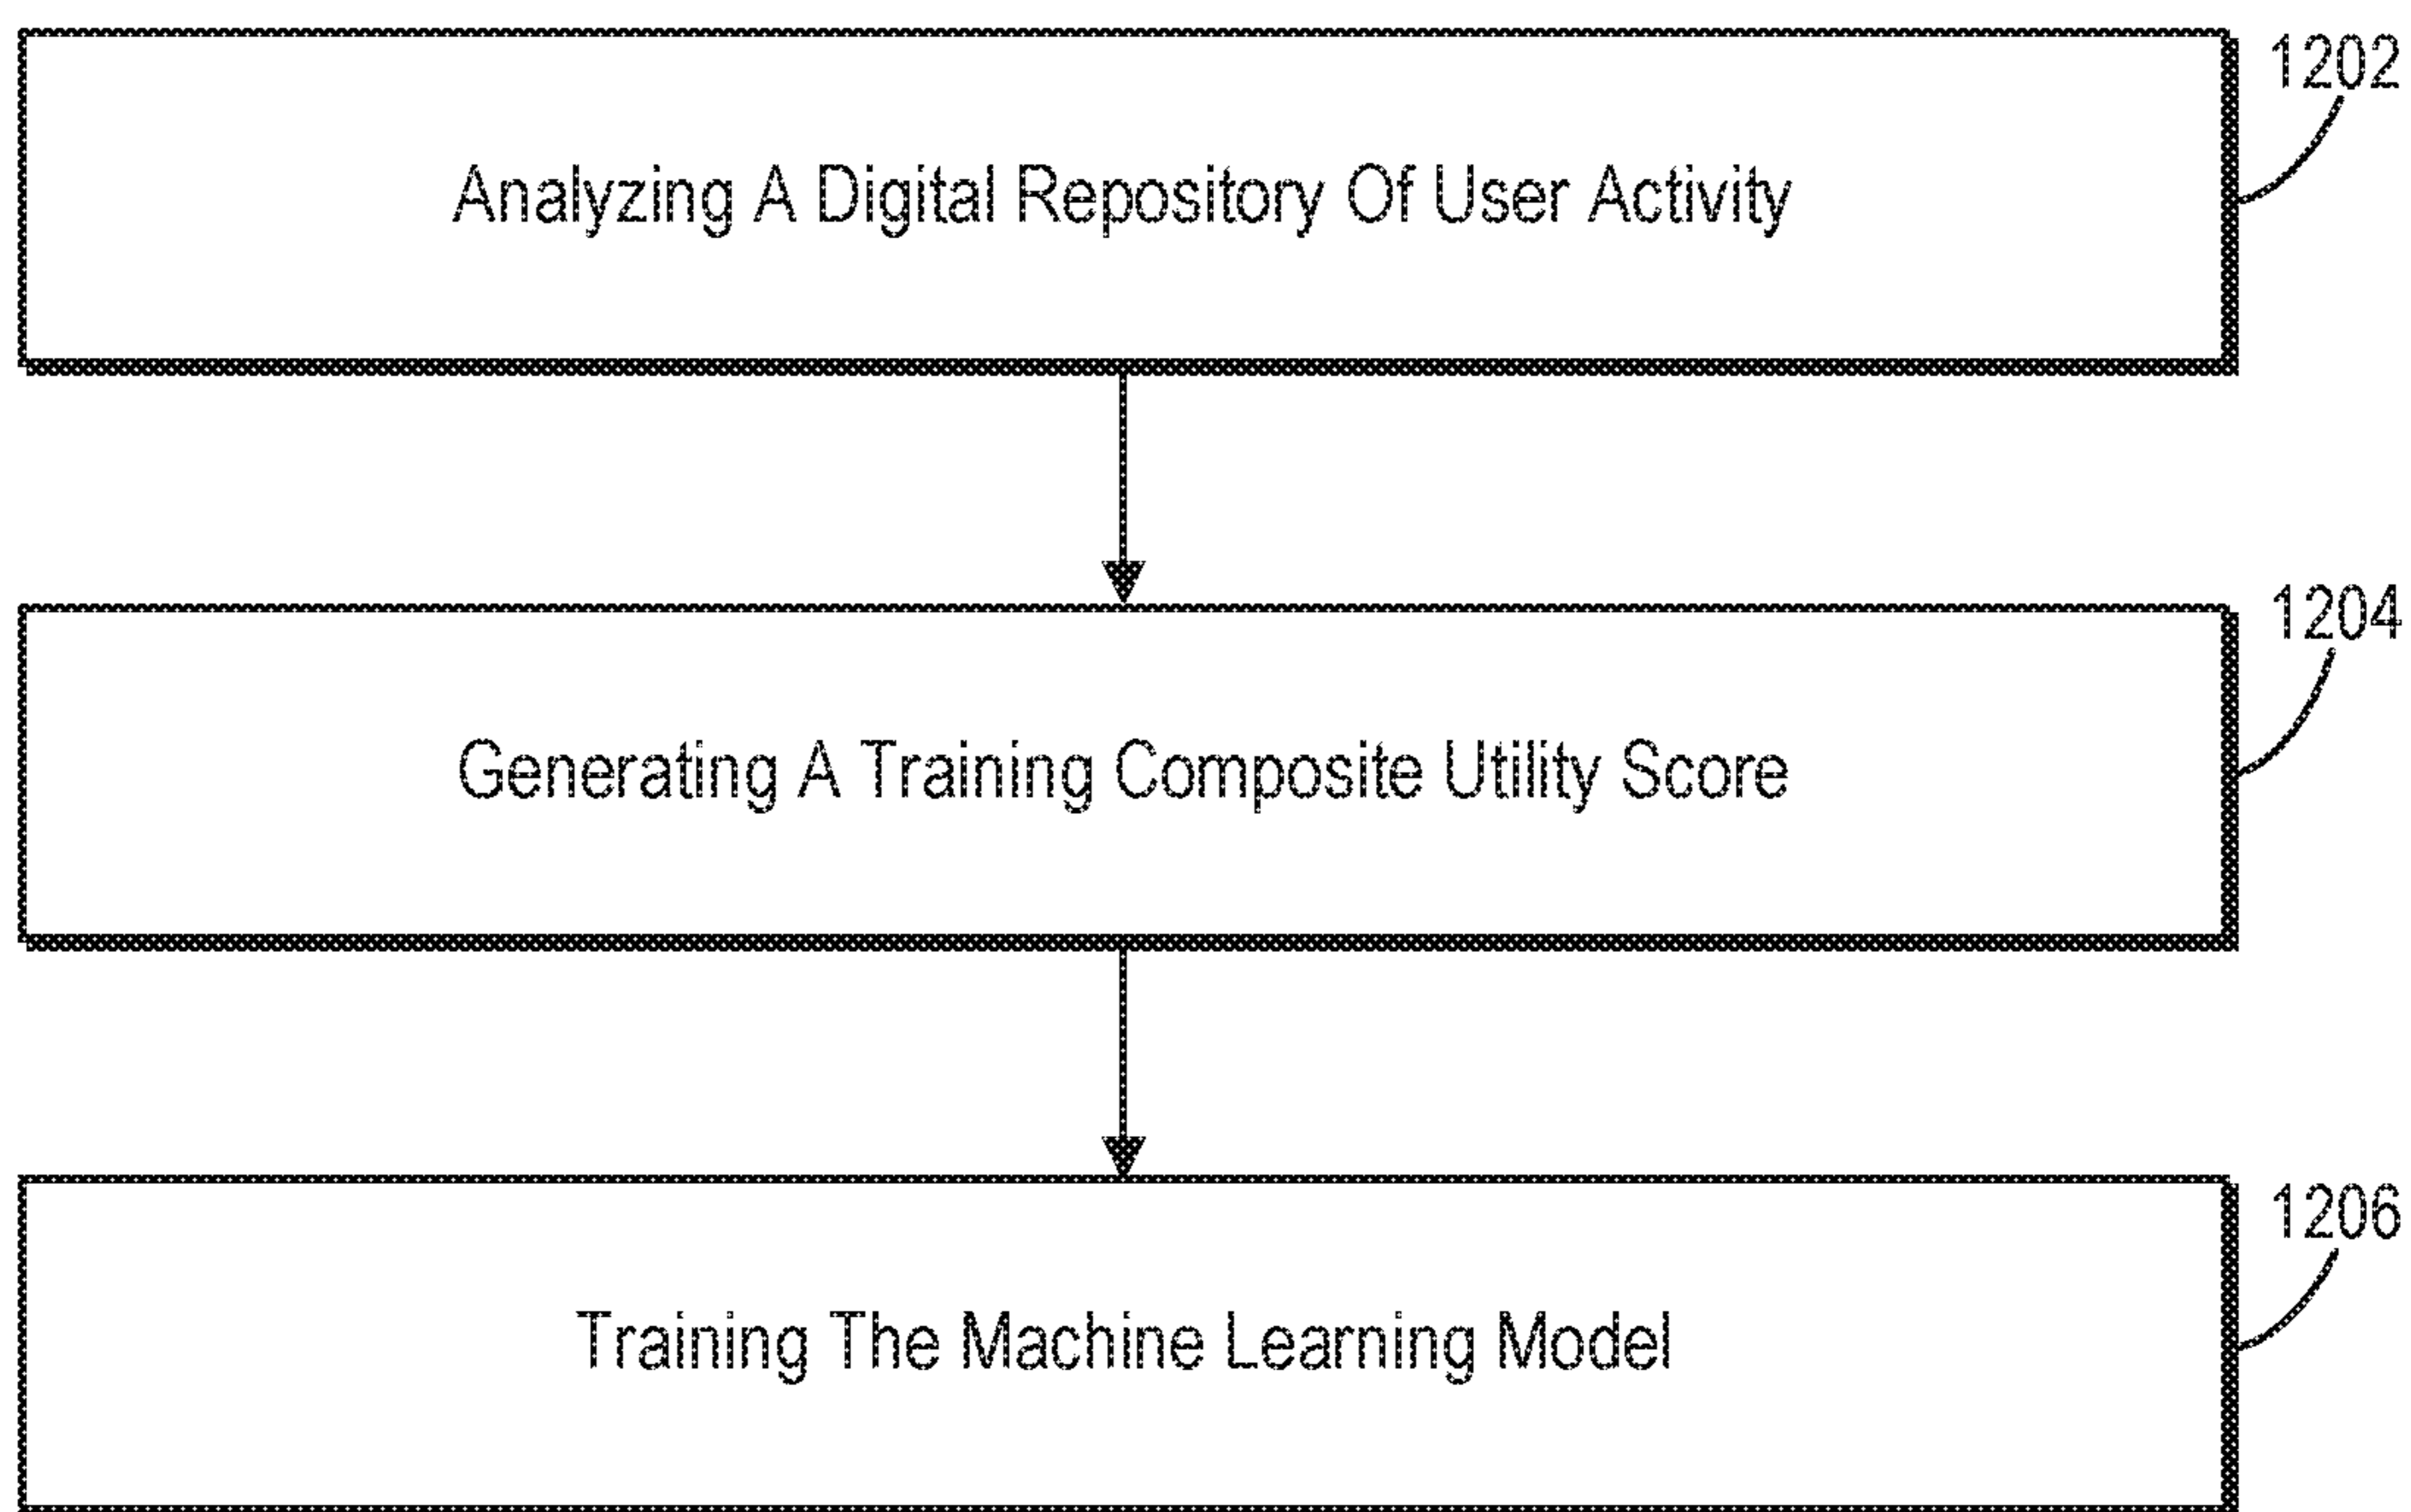 1202
Analyzing A Digital Repository Of User Activity
1204
Generating A Training Composite Utility Score
1206
Training The Machine Learning Model